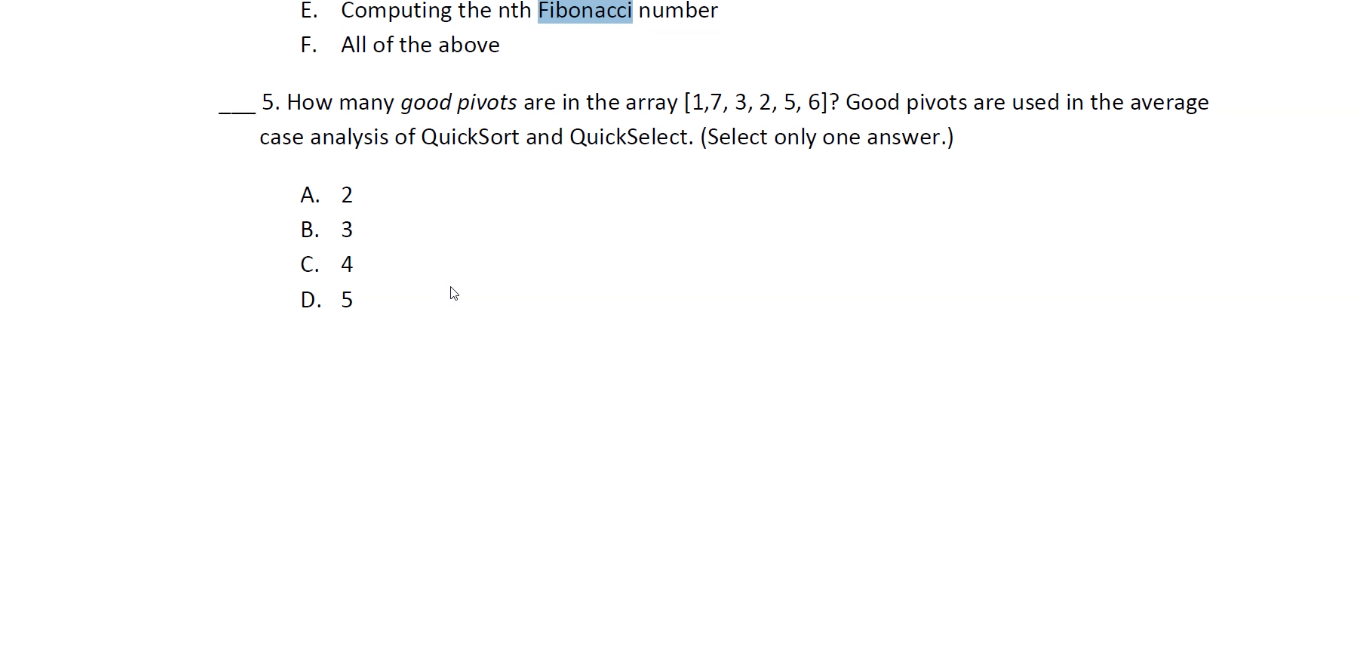 E. Computing the nth Fibonacci number
F. All of the above
___ 5. How many good pivots are in the array [1,7, 3, 2, 5, 6]? Good pivots are used in the average
case analysis of QuickSort and QuickSelect. (Select only one answer.)
A. 2
B. 3
C. 4
D. 5